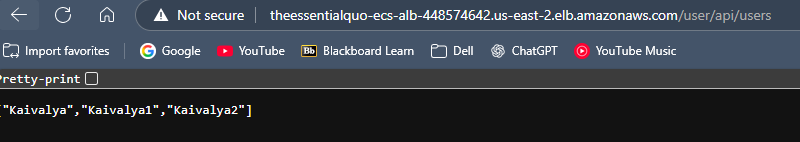 Not secure theessentialquo-ecs-alb-448574642.us-east-2.elb.amazonaws.com/user/api/users
Import favorites Google YouTube Bb Blackboard Learn Dell ChatGPT YouTube Music
Pretty-print
["Kaivalya","Kaivalya1","Kaivalya2"]